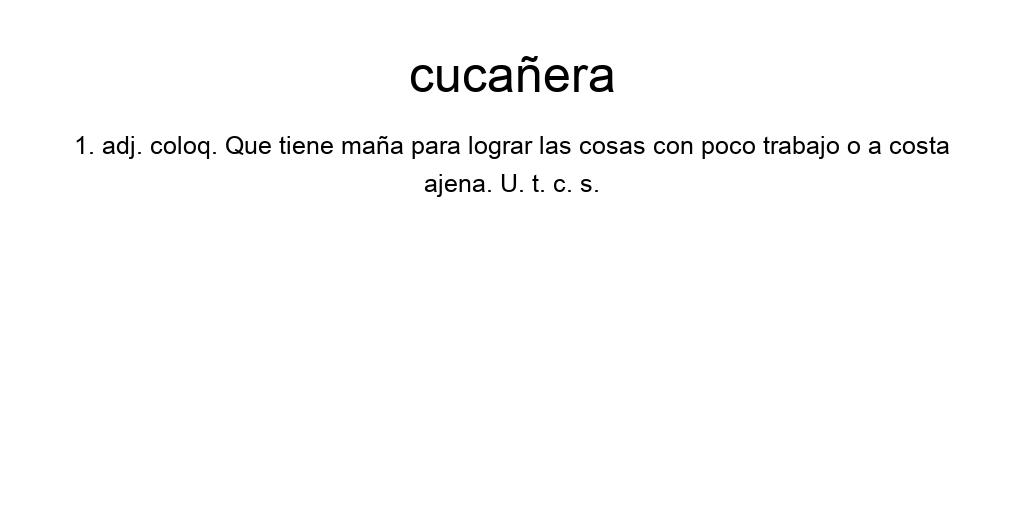 cucañera
1. adj. coloq. Que tiene maña para lograr las cosas con poco trabajo o a costa
ajena. U. t. c. s.